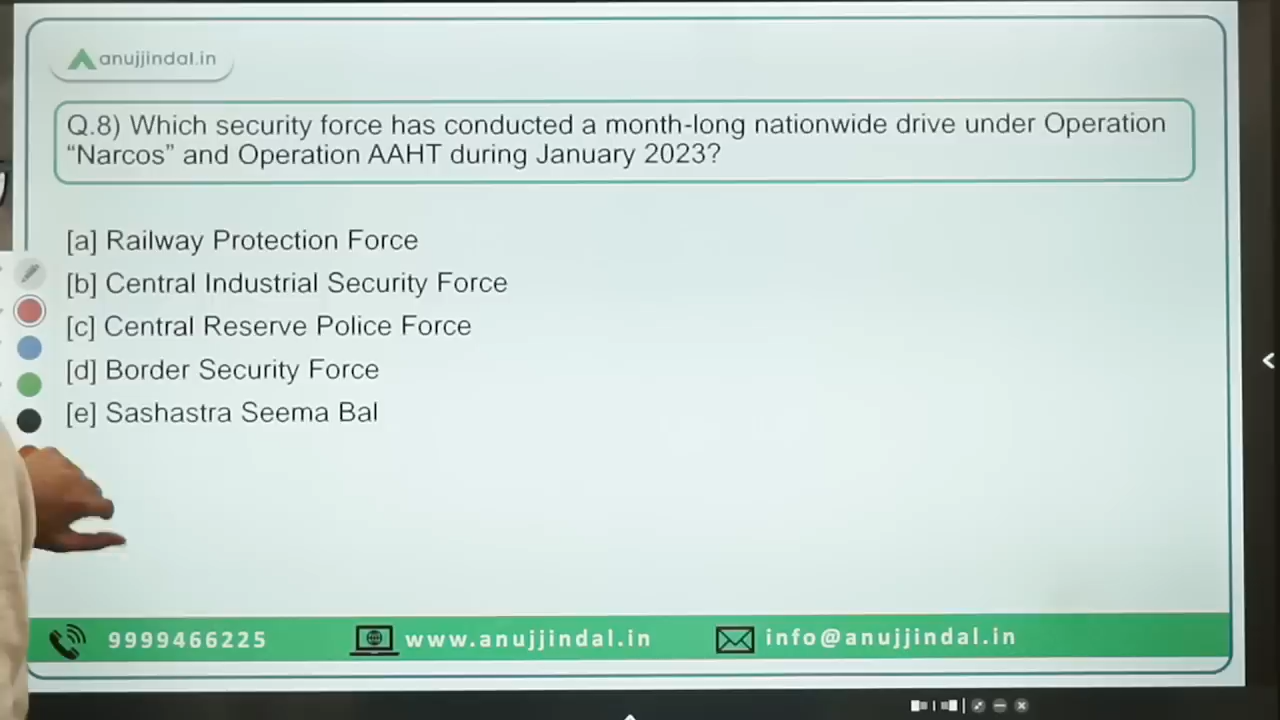 anujjindal.in
Q.8) Which security force has conducted a month-long nationwide drive under Operation
“Narcos” and Operation AAHT during January 2023?
[a] Railway Protection Force
[b] Central Industrial Security Force
[c] Central Reserve Police Force
[d] Border Security Force
[e] Sashastra Seema Bal
9999466225 www.anujjindal.in info@anujjindal.in